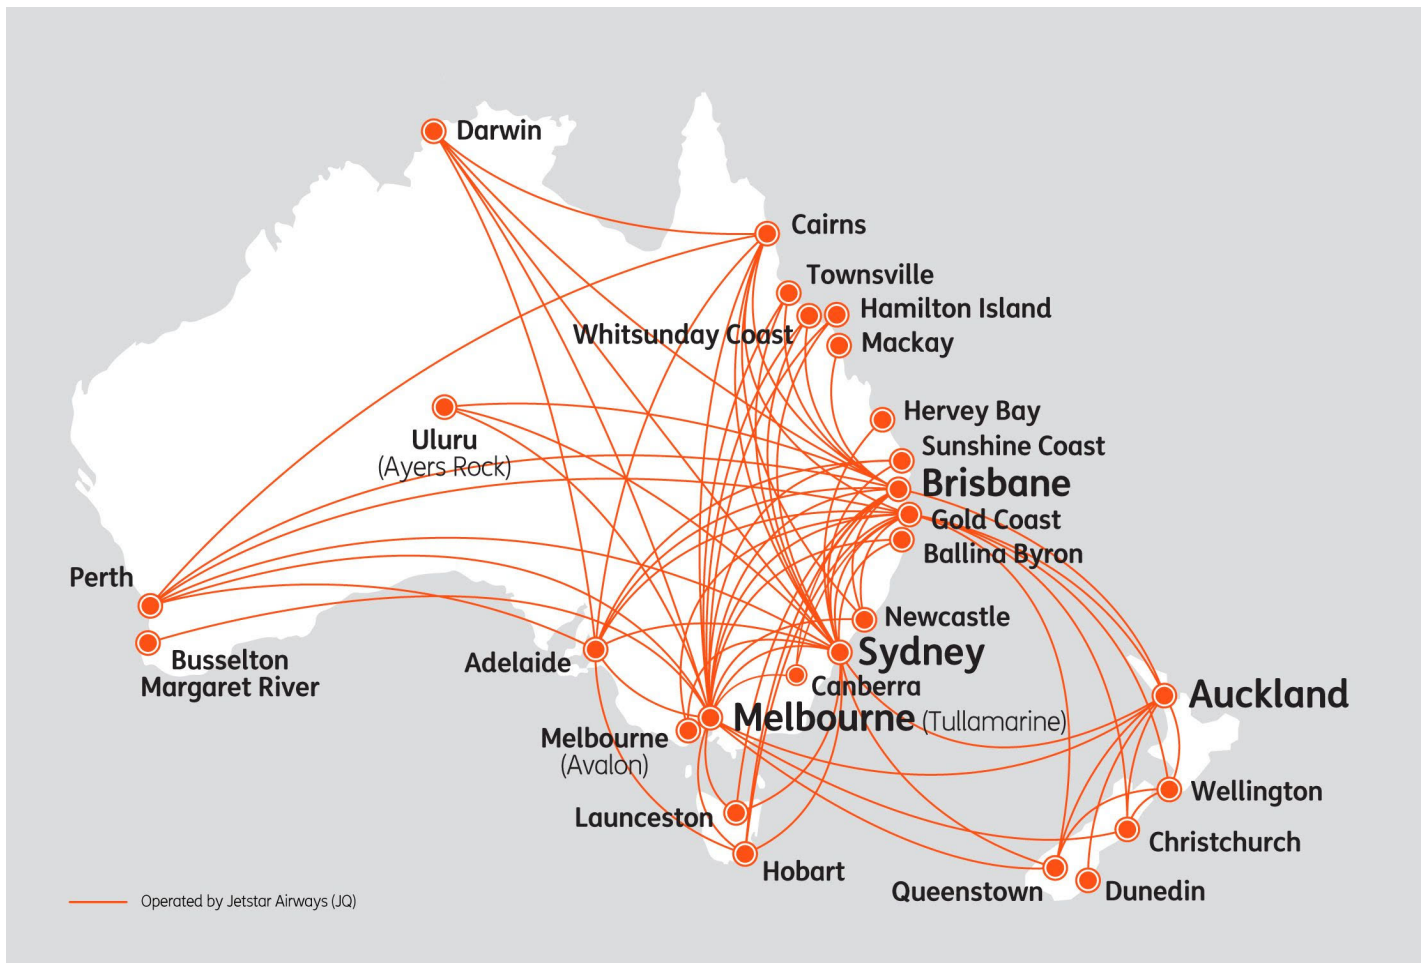 Darwin
Cairns
Townsville
Hamilton Island
Whitsunday Coast
Mackay
Hervey Bay
Uluru
(Ayers Rock)
Sunshine Coast
Brisbane
Gold Coast
Ballina Byron
Perth
Newcastle
Busselton
Margaret River
Adelaide
Sydney
Canberra
Auckland
Melbourne (Tullamarine)
Melbourne
(Avalon)
Wellington
Launceston
Christchurch
Hobart
Queenstown
Dunedin
Operated by Jetstar Airways (JQ)